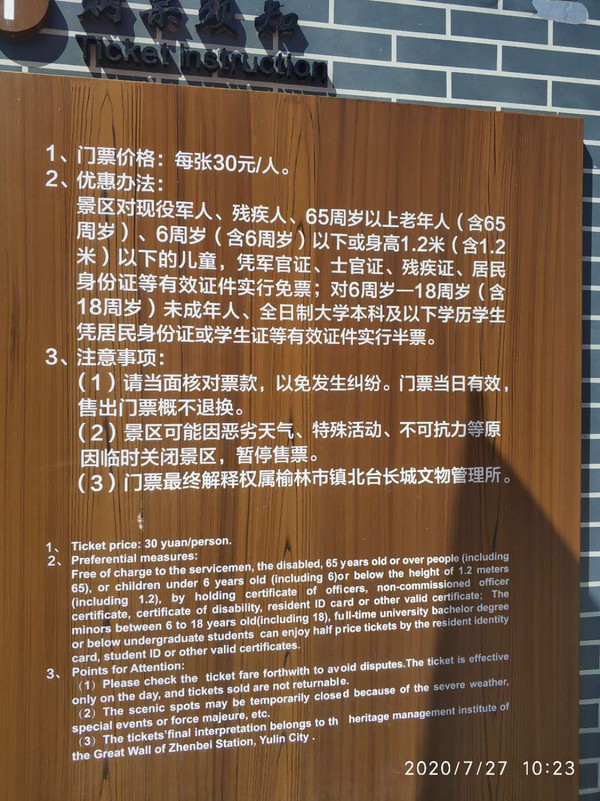 购票须知
Ticket Instruction
1、门票价格：每张30元/人。
2、优惠办法：
景区对现役军人、残疾人、65周岁以上老年人（含65
周岁）、6周岁（含6周岁）以下或身高1.2米（含1.2
米）以下的儿童，凭军官证、士官证、残疾证、居民
身份证等有效证件实行免票；对6周岁—18周岁（含
18周岁）未成年人、全日制大学本科及以下学历学生
凭居民身份证或学生证等有效证件实行半票。
3、注意事项：
（1）请当面核对票款，以免发生纠纷。门票当日有效，
售出门票概不退换。
（2）景区可能因恶劣天气、特殊活动、不可抗力等原
因临时关闭景区，暂停售票。
（3）门票最终解释权属榆林市镇北台长城文物管理所。
1、 Ticket price: 30 yuan/person.
2、 Preferential measures:
Free of charge to the servicemen, the disabled, 65 years old or over people (including
65), or children under 6 years old (including 6)or below the height of 1.2 meters
(including 1.2), by holding certificate of officers, non-commissioned officer
certificate, certificate of disability, resident ID card or other valid certificate; The
minors between 6 to 18 years old(including 18), full-time university bachelor degree
or below undergraduate students can enjoy half price tickets by the resident identity
card, student ID or other valid certificates.
3、 Points for Attention:
（1）Please check the ticket fare forthwith to avoid disputes.The ticket is effective
only on the day, and tickets sold are not returnable.
（2）The scenic spots may be temporarily closed because of the severe weather,
special events or force majeure, etc.
（3）The tickets'final interpretation belongs to th heritage management institute of
the Great Wall of Zhenbei Station, Yulin City .
2020/7/27 10:23